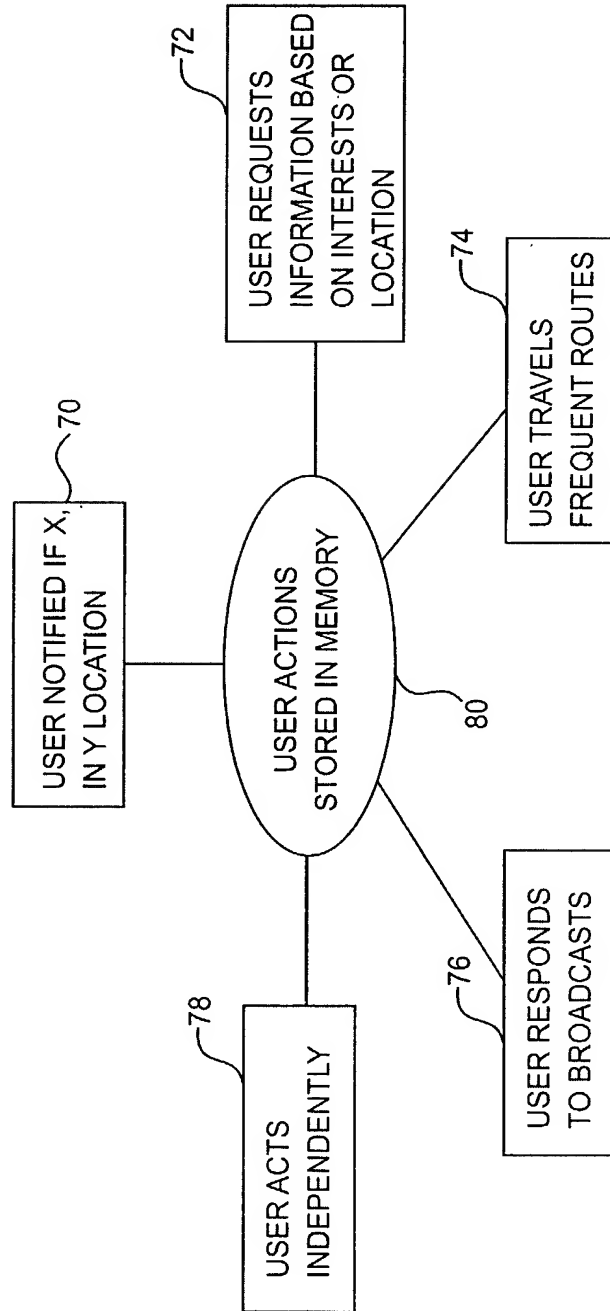 70
USER NOTIFIED IF X,
IN Y LOCATION
72
USER REQUESTS
INFORMATION BASED
ON INTERESTS OR
LOCATION
78
USER ACTS
INDEPENDENTLY
USER ACTIONS
STORED IN MEMORY
80
74
USER TRAVELS
FREQUENT ROUTES
76
USER RESPONDS
TO BROADCASTS